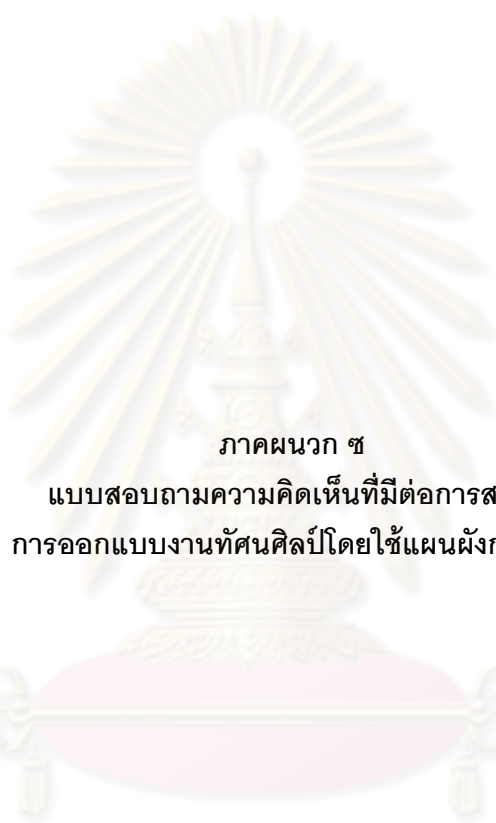 ภาคผนวก ซ
แบบสอบถามความคิดเห็นที่มีต่อการส
การออกแบบงานทัศนศิลป์โดยใช้แผนผังก